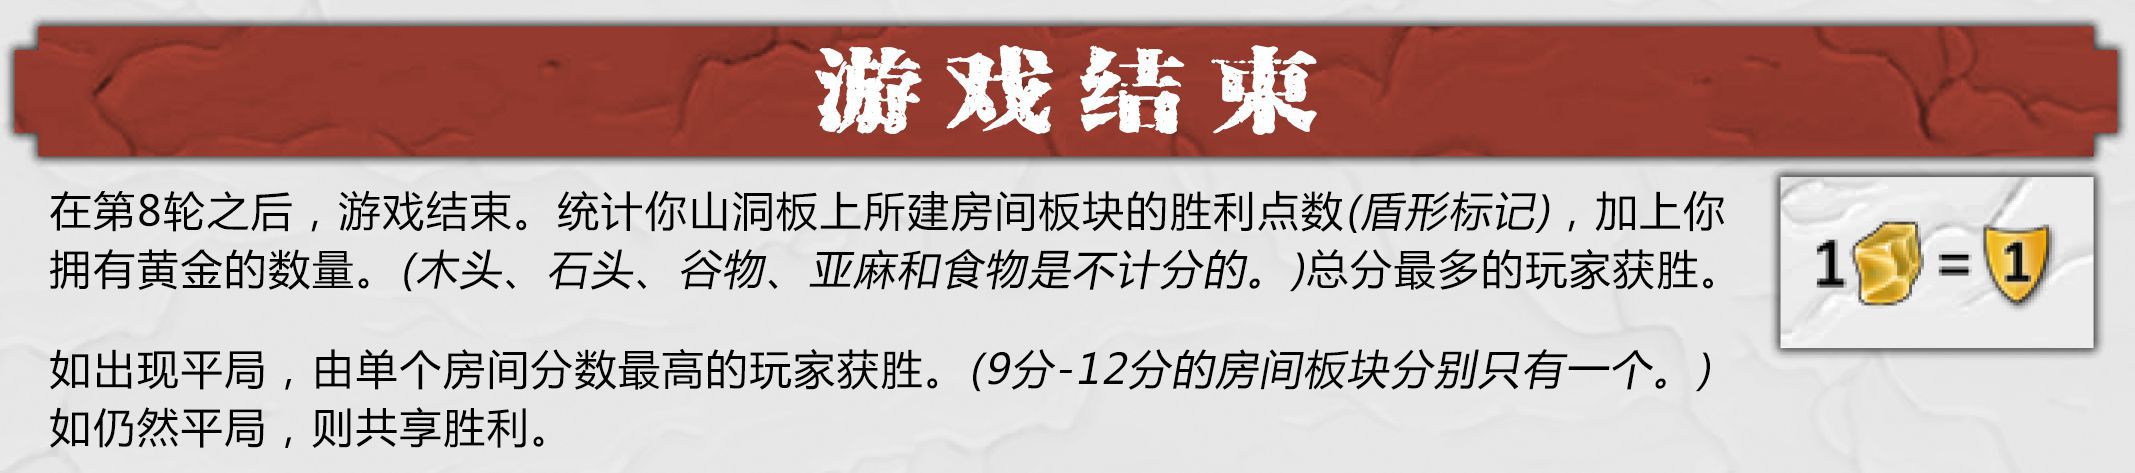 游戏结束
在第8轮之后，游戏结束。统计你山洞板上所建房间板块的胜利点数(盾形标记)，加上你
拥有黄金的数量。(木头、石头、谷物、亚麻和食物是不计分的。)总分最多的玩家获胜。
1 = 1
如出现平局，由单个房间分数最高的玩家获胜。(9分-12分的房间板块分别只有一个。)
如仍然平局，则共享胜利。